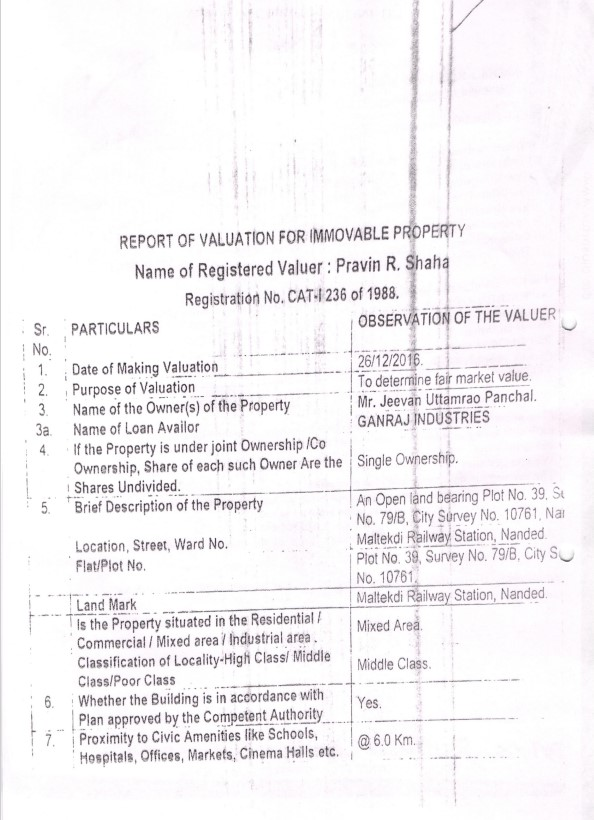 REPORT OF VALUATION FOR IMMOVABLE PROPERTY
Name of Registered Valuer : Pravin R. Shaha
Registration No. CAT-I 236 of 1988.
Sr. No. PARTICULARS OBSERVATION OF THE VALUER
1. Date of Making Valuation 26/12/2016.
2. Purpose of Valuation To determine fair market value.
3. Name of the Owner(s) of the Property Mr. Jeevan Uttamrao Panchal.
3a. Name of Loan Availor GANRAJ INDUSTRIES
4. If the Property is under joint Ownership /Co
Ownership, Share of each such Owner Are the Single Ownership.
Shares Undivided.
5. Brief Description of the Property An Open land bearing Plot No. 39,
No. 79/B, City Survey No. 10761,
Location, Street, Ward No. Maltekdi Railway Station, Nanded.
Flat/Plot No. Plot No. 39, Survey No. 79/B, City
No. 10761.
Land Mark Maltekdi Railway Station, Nanded.
Is the Property situated in the Residential /
Commercial / Mixed area / Industrial area . Mixed Area.
Classification of Locality-High Class/ Middle Middle Class.
Class/Poor Class
6. Whether the Building is in accordance with Yes.
Plan approved by the Competent Authority
7. Proximity to Civic Amenities like Schools, @ 6.0 Km.
Hospitals, Offices, Markets, Cinema Halls etc.